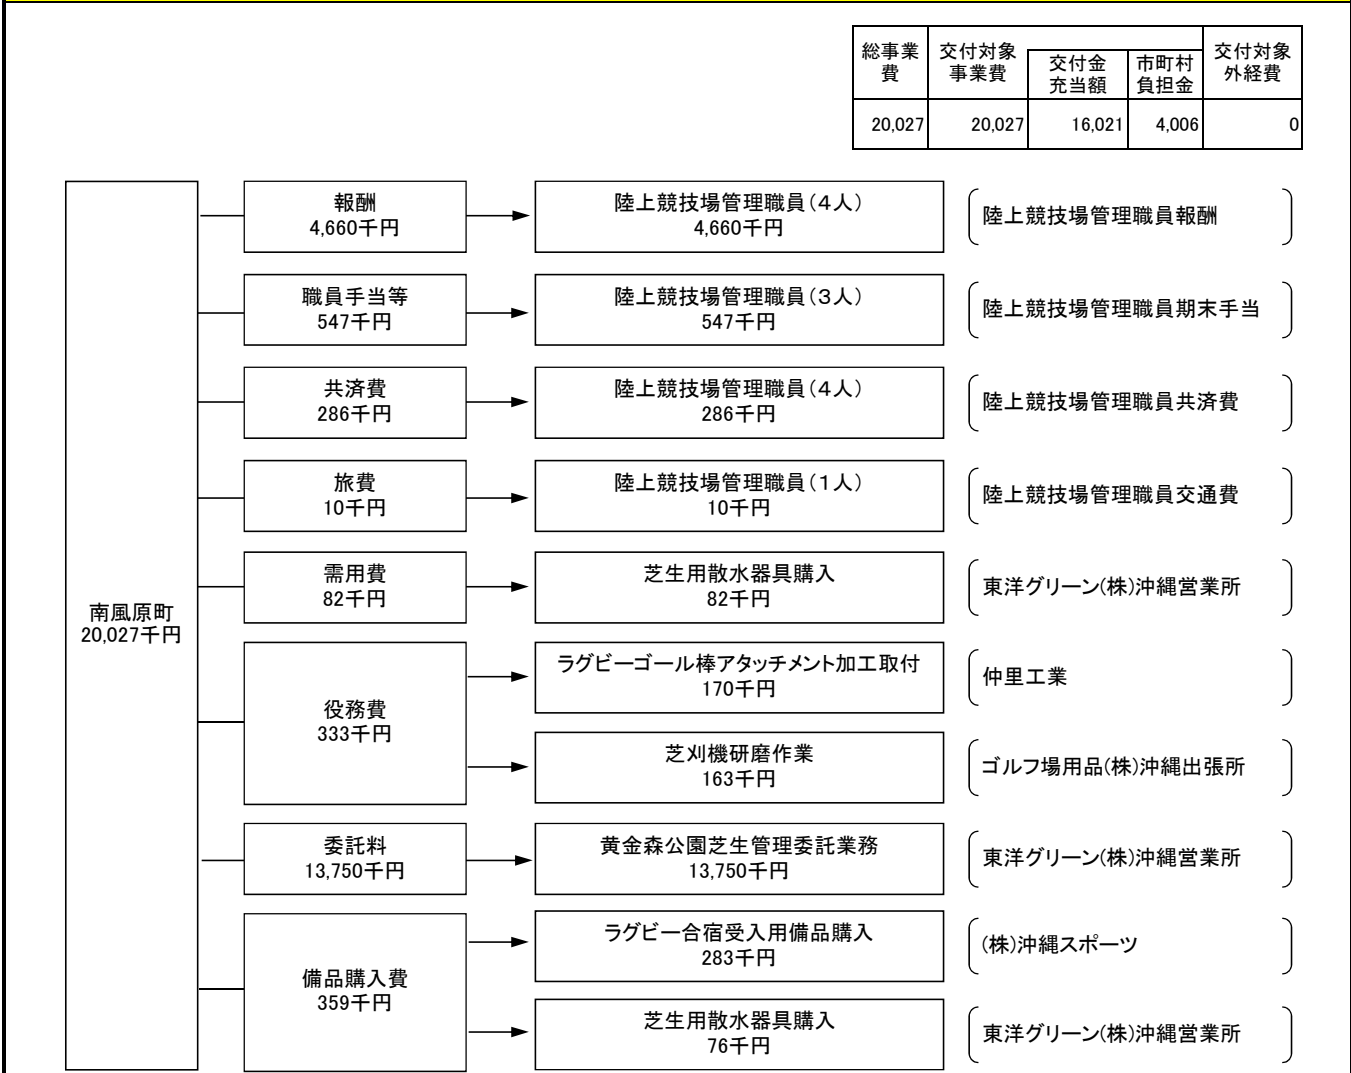 総事業費
交付対象事業費
交付金充当額
市町村負担金
交付対象外経費
20,027
20,027
16,021
4,006
0
南風原町
20,027千円
報酬
4,660千円
陸上競技場管理職員(4人)
4,660千円
陸上競技場管理職員報酬
職員手当等
547千円
陸上競技場管理職員(3人)
547千円
陸上競技場管理職員期末手当
共済費
286千円
陸上競技場管理職員(4人)
286千円
陸上競技場管理職員共済費
旅費
10千円
陸上競技場管理職員(1人)
10千円
陸上競技場管理職員交通費
需用費
82千円
芝生用散水器具購入
82千円
東洋グリーン(株)沖縄営業所
役務費
333千円
ラグビーゴール棒アタッチメント加工取付
170千円
仲里工業
芝刈機研磨作業
163千円
ゴルフ場用品(株)沖縄出張所
委託料
13,750千円
黄金森公園芝生管理委託業務
13,750千円
東洋グリーン(株)沖縄営業所
備品購入費
359千円
ラグビー合宿受入用備品購入
283千円
(株)沖縄スポーツ
芝生用散水器具購入
76千円
東洋グリーン(株)沖縄営業所